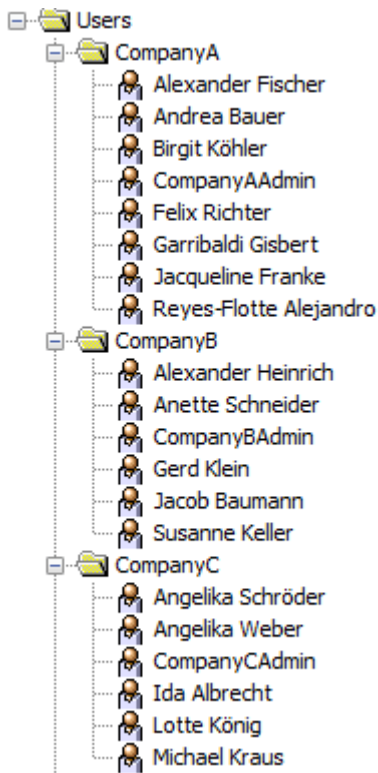 Users
CompanyA
Alexander Fischer
Andrea Bauer
Birgit Köhler
CompanyAAdmin
Felix Richter
Garribaldi Gisbert
Jacqueline Franke
Reyes-Flotte Alejandro
CompanyB
Alexander Heinrich
Anette Schneider
CompanyBAdmin
Gerd Klein
Jacob Baumann
Susanne Keller
CompanyC
Angelika Schröder
Angelika Weber
CompanyCAdmin
Ida Albrecht
Lotte König
Michael Kraus